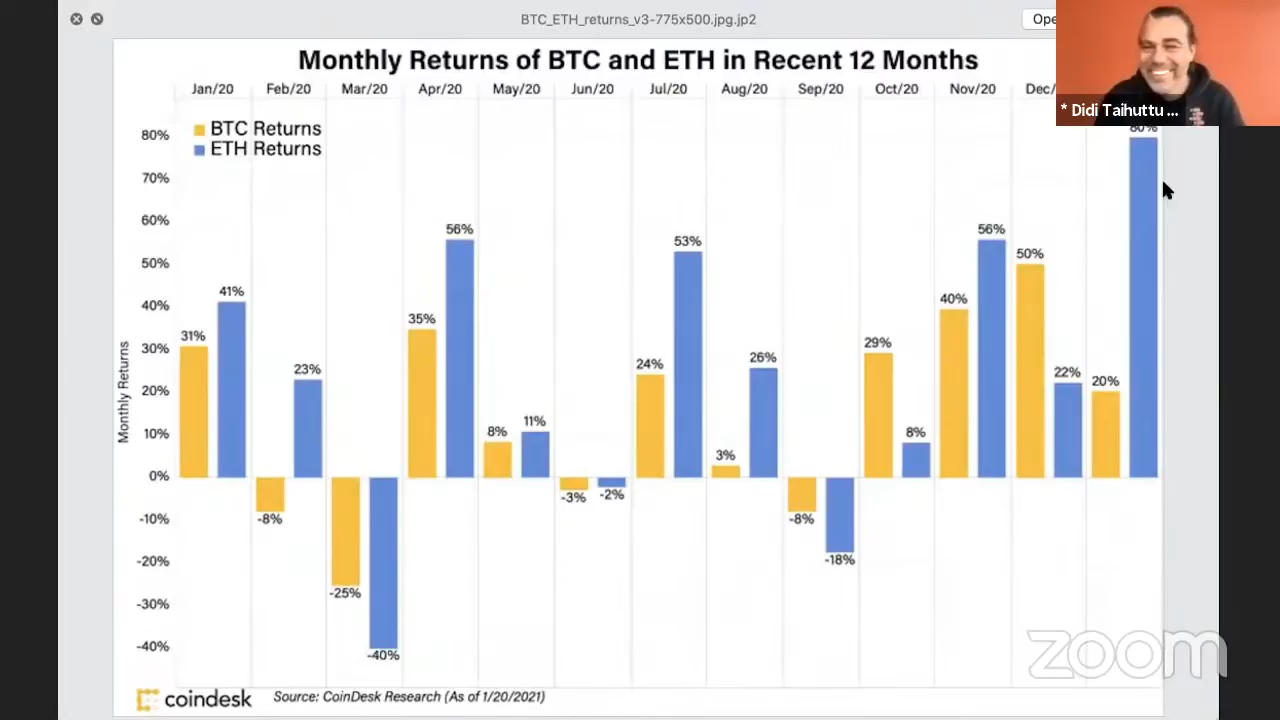 BTC_ETH_returns_v3-775x500.jpg.jp2
Monthly Returns of BTC and ETH in Recent 12 Months
Jan/20 Feb/20 Mar/20 Apr/20 May/20 Jun/20 Jul/20 Aug/20 Sep/20 Oct/20 Nov/20
* Didi Taihuttu ...
BTC Returns
ETH Returns
Monthly Returns
80%
70%
60%
50%
40%
30%
20%
10%
0%
-10%
-20%
-30%
-40%
31% 41%
-8% 23%
-25% -40%
35% 56%
8% 11%
-3% -2%
24% 53%
3% 26%
-8% -18%
29% 8%
40% 56%
50% 22%
20% 80%
coindesk
Source: CoinDesk Research (As of 1/20/2021)
zoom